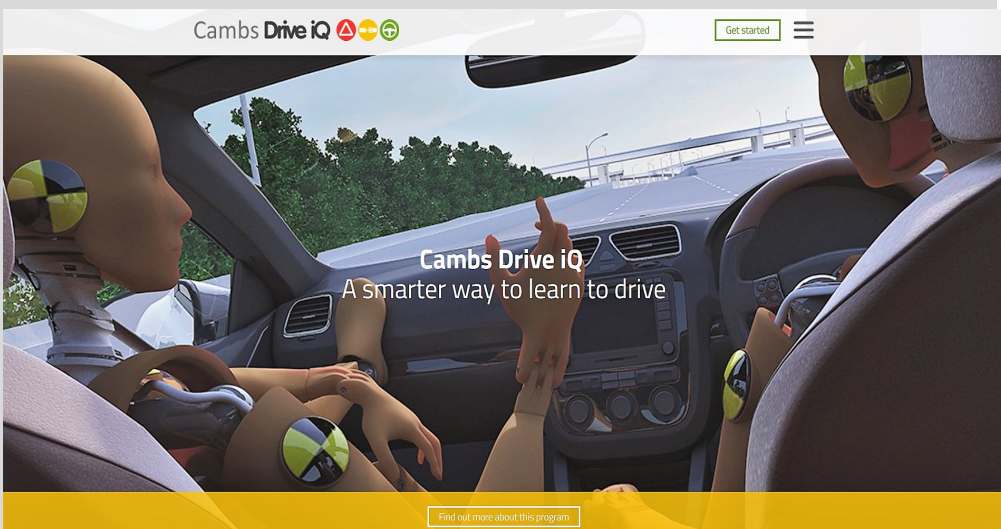 Cambs Drive iQ
Get started
Cambs Drive iQ
A smarter way to learn to drive
Find out more about this program